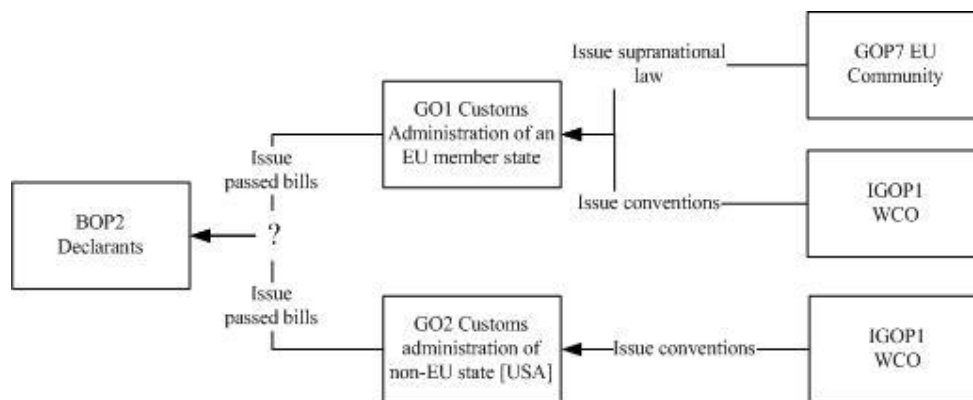 Issue supranational
law
GOP7 EU
Community
GO1 Customs
Administration of an
EU member state
Issue
passed bills
Issue conventions
IGOP1
WCO
BOP2
Declarants
?
Issue
passed bills
GO2 Customs
administration of
non-EU state [USA]
Issue conventions
IGOP1
WCO